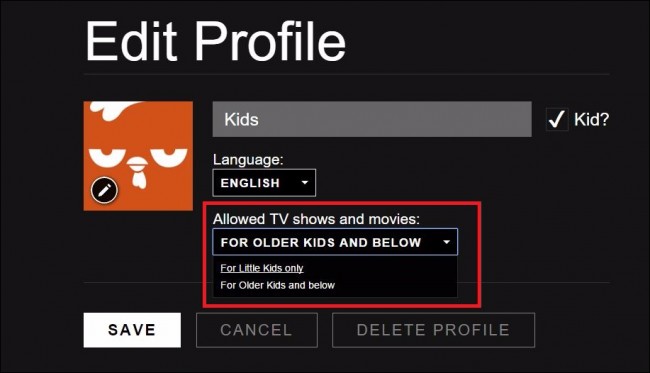 Edit Profile
Kids
Kid?
Language:
ENGLISH
Allowed TV shows and movies:
FOR OLDER KIDS AND BELOW
For Little Kids only
For Older Kids and below
SAVE
CANCEL
DELETE PROFILE